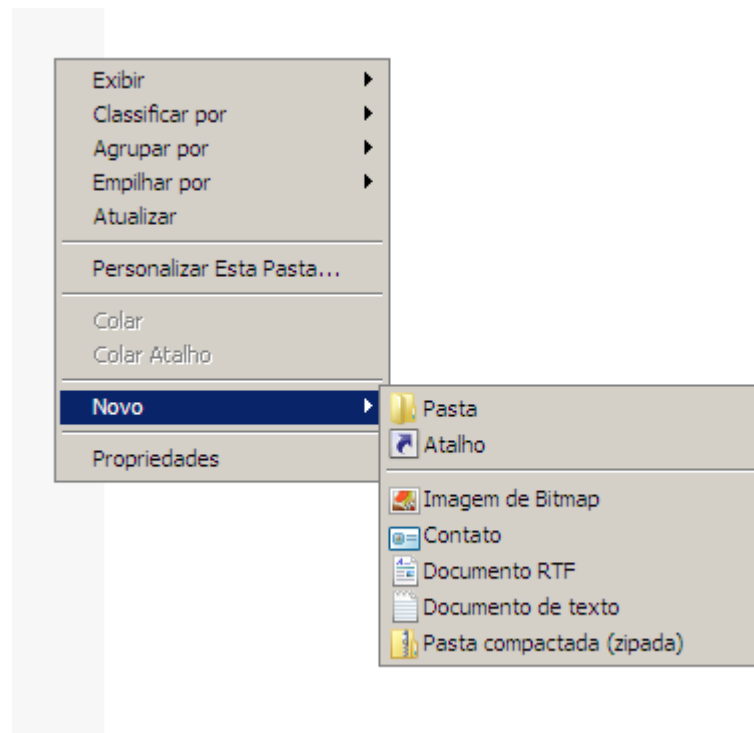 Exibir
Classificar por
Agrupar por
Empilhar por
Atualizar
Personalizar Esta Pasta...
Colar
Colar Atalho
Novo
Propriedades
Pasta
Atalho
Imagem de Bitmap
Contato
Documento RTF
Documento de texto
Pasta compactada (zipada)